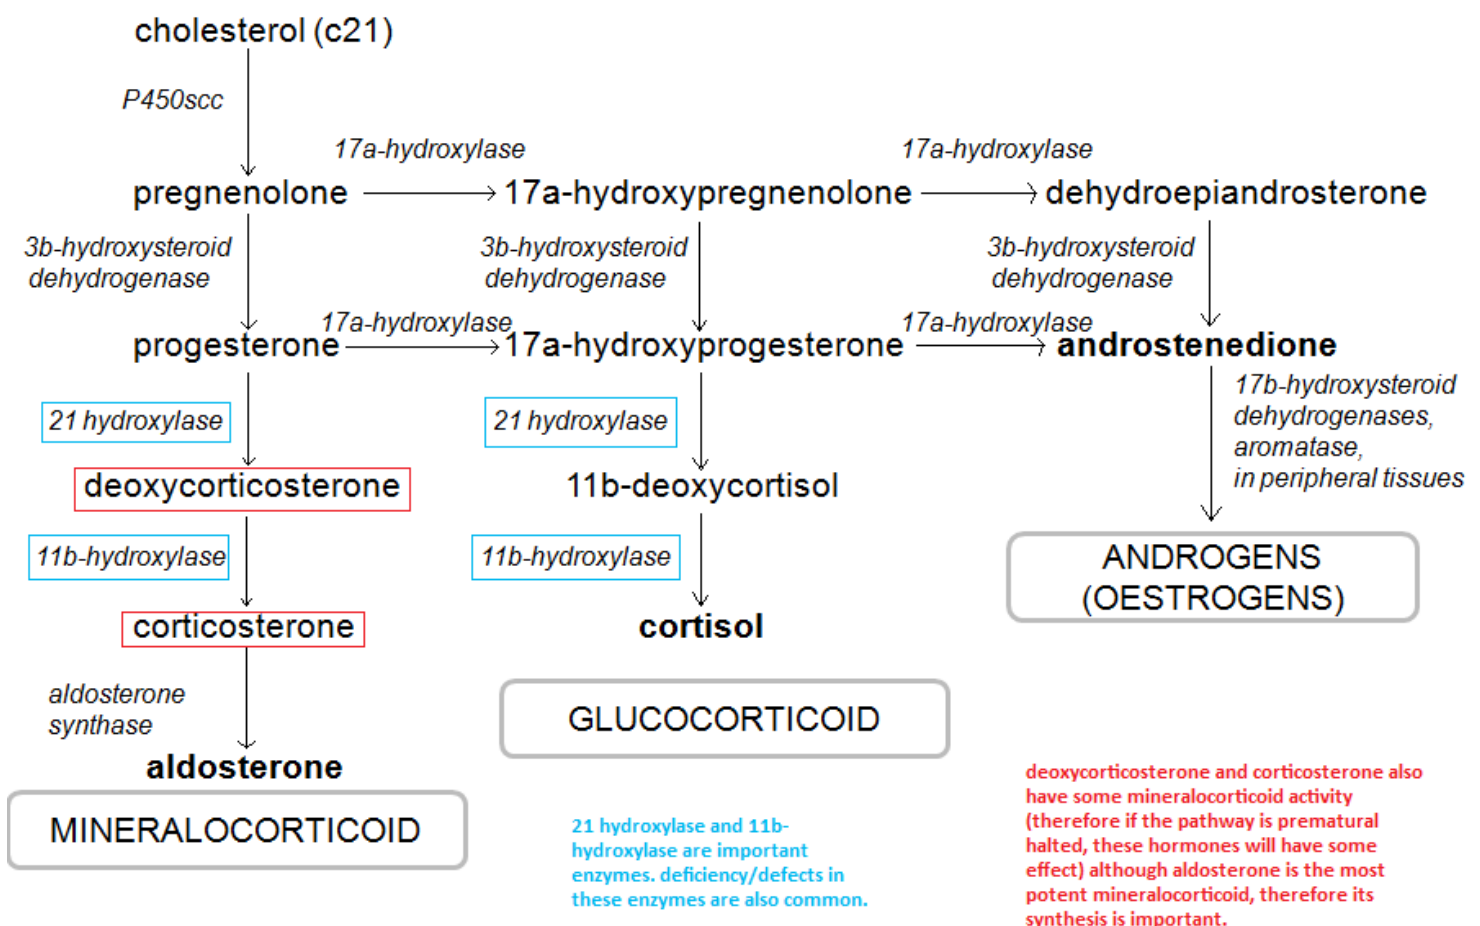 cholesterol (c21)
P450scc
17a-hydroxylase
17a-hydroxylase
pregnenolone
17a-hydroxypregnenolone
dehydroepiandrosterone
3b-hydroxysteroid
dehydrogenase
3b-hydroxysteroid
dehydrogenase
3b-hydroxysteroid
dehydrogenase
17a-hydroxylase
17a-hydroxylase
progesterone
17a-hydroxyprogesterone
androstenedione
21 hydroxylase
21 hydroxylase
17b-hydroxysteroid
dehydrogenases,
aromatase,
in peripheral tissues
deoxycorticosterone
11b-deoxycortisol
11b-hydroxylase
11b-hydroxylase
ANDROGENS
(OESTROGENS)
corticosterone
cortisol
aldosterone
synthase
GLUCOCORTICOID
aldosterone
MINERALOCORTICOID
21 hydroxylase and 11b-
hydroxylase are important
enzymes. deficiency/defects in
these enzymes are also common.
deoxycorticosterone and corticosterone also
have some mineralocorticoid activity
(therefore if the pathway is prematural
halted, these hormones will have some
effect) although aldosterone is the most
potent mineralocorticoid, therefore its
synthesis is important.